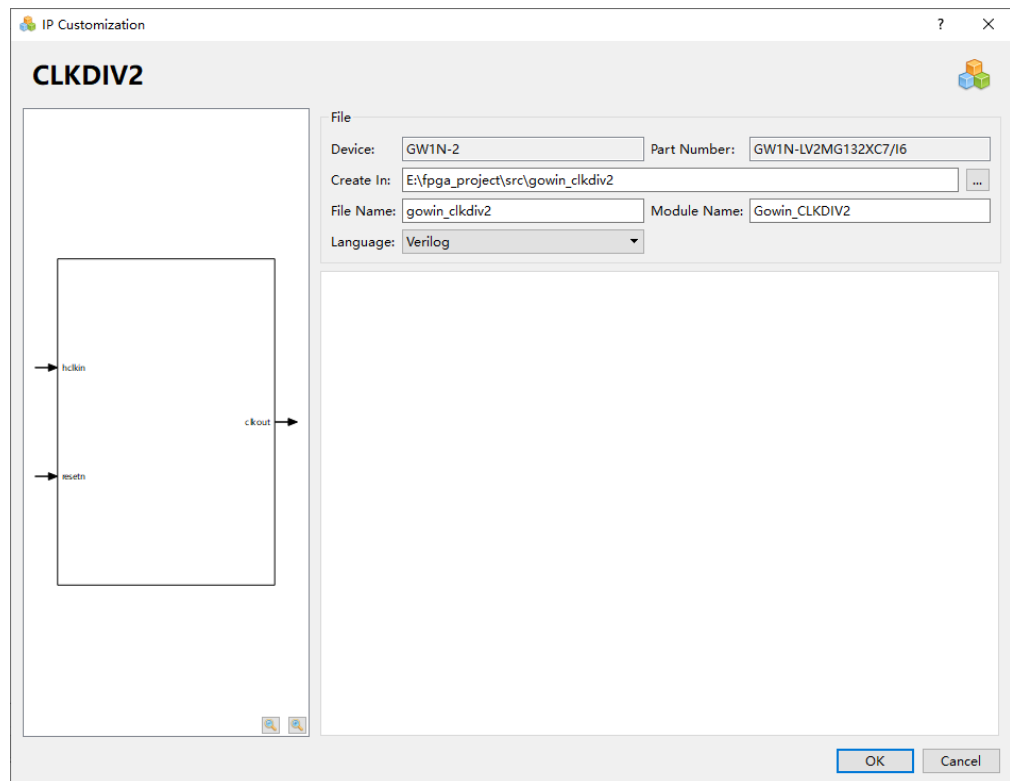 IP Customization
?
CLKDIV2
File
Device: GW1N-2 Part Number: GW1N-LV2MG132XC7/I6
Create In: E:\fpga_project\src\gowin_clkdiv2 ...
File Name: gowin_clkdiv2 Module Name: Gowin_CLKDIV2
Language: Verilog
hclkin
clkout
resetn
OK Cancel